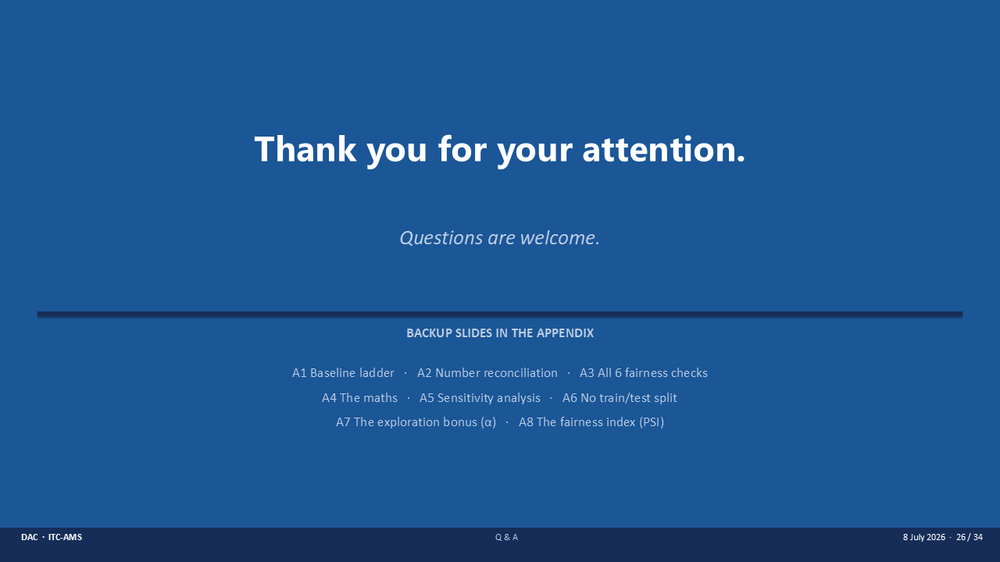 Thank you for your attention.
Questions are welcome.
BACKUP SLIDES IN THE APPENDIX
A1 Baseline ladder · A2 Number reconciliation · A3 All 6 fairness checks
A4 The maths · A5 Sensitivity analysis · A6 No train/test split
A7 The exploration bonus (α) · A8 The fairness index (PSI)
DAC · ITC-AMS
Q & A
8 July 2026 · 26 / 34